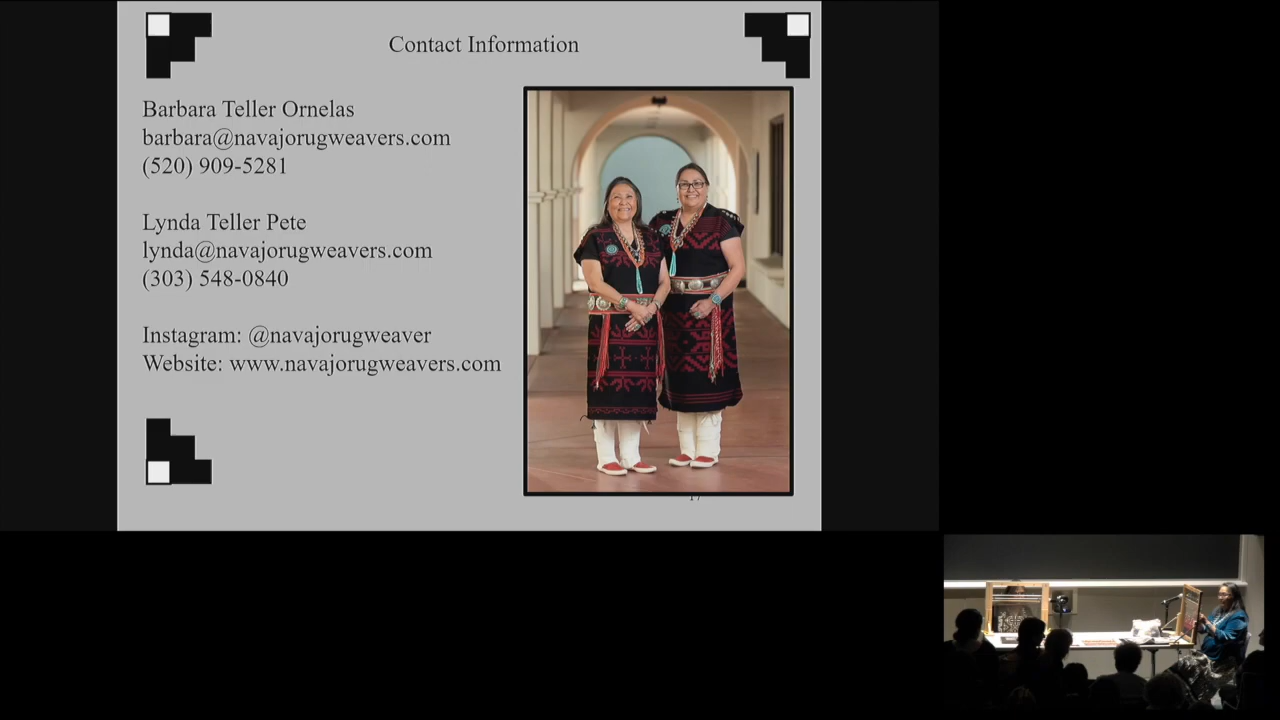 Contact Information
Barbara Teller Ornelas
barbara@navajorugweavers.com
(520) 909-5281
Lynda Teller Pete
lynda@navajorugweavers.com
(303) 548-0840
Instagram: @navajorugweaver
Website: www.navajorugweavers.com